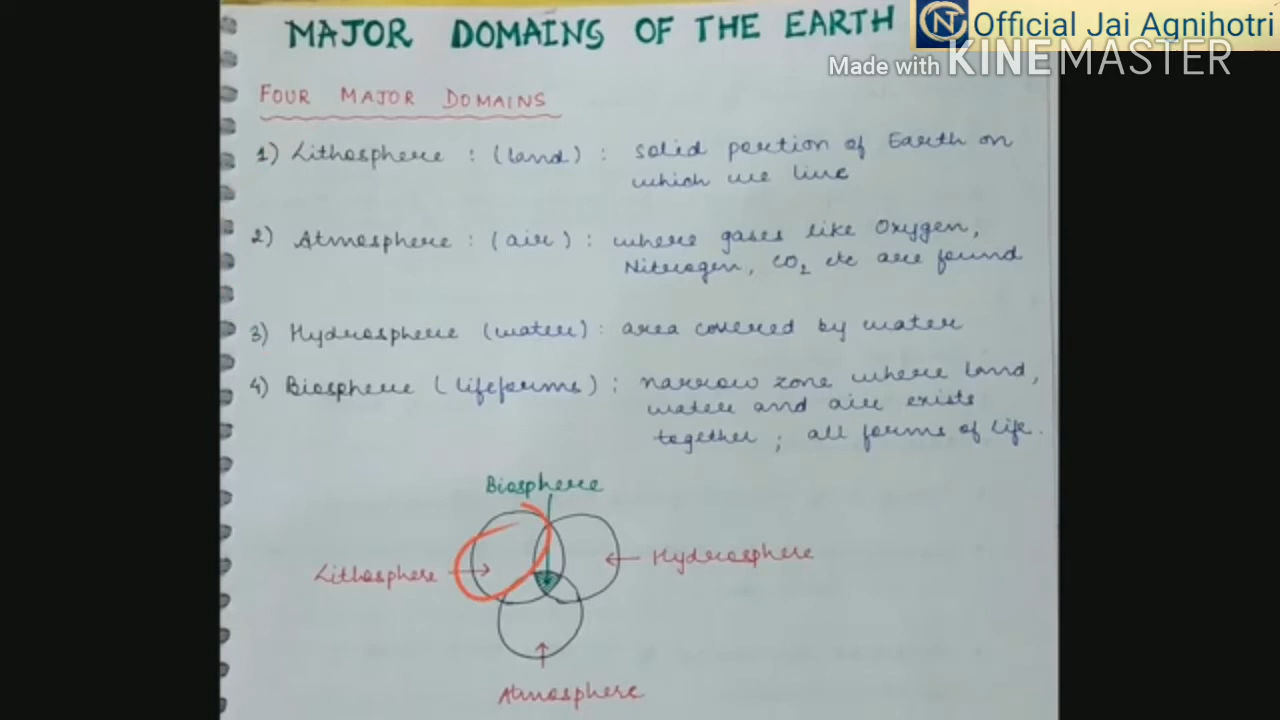 MAJOR DOMAINS OF THE EARTH
Official Jai Agnihotri
Made with KINEMASTER
FOUR MAJOR DOMAINS
1) Lithosphere : (land) : solid portion of Earth on
which we live
2) Atmosphere : (air) : where gases like Oxygen,
Nitrogen, CO₂ etc are found
3) Hydrosphere (water) : area covered by water
4) Biosphere (lifeforms) : narrow zone where land,
water and air exists
together ; all forms of life.
Biosphere
Lithosphere
Hydrosphere
Atmosphere